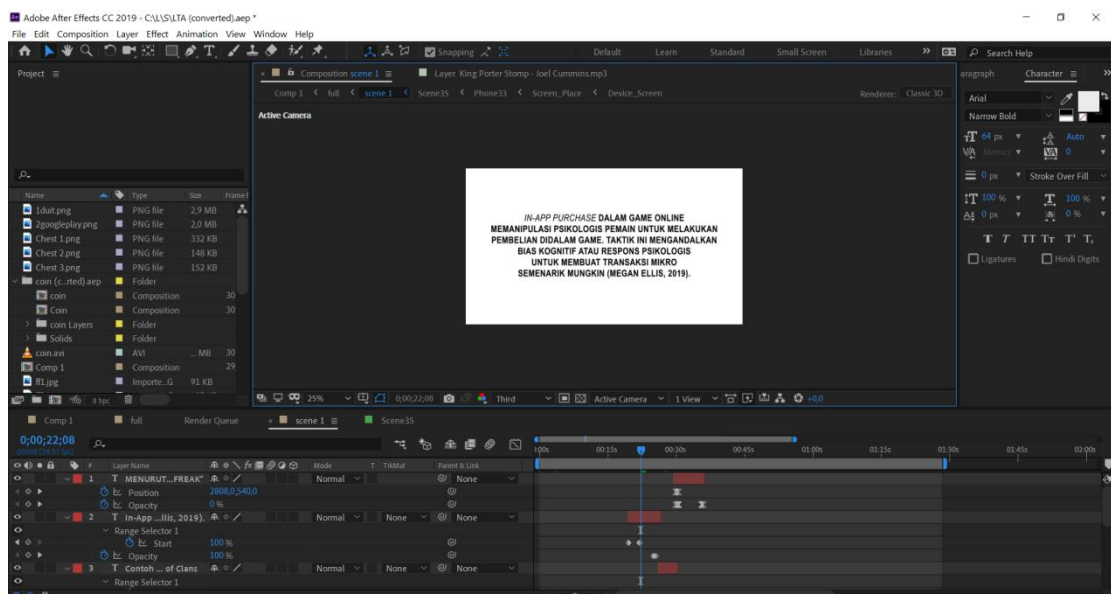 Adobe After Effects CC 2019 - C:\L\S\LTA (converted).aep *
File Edit Composition Layer Effect Animation View Window Help
Snapping Default Learn Standard Small Screen Libraries Search Help
Project
Composition scene 1
Layer King Porter Stomp - Joel Cummins.mp3
Comp 1 full scene 1 Scene35 Phone33 Screen_Place Device_Screen
Renderer: Classic 3D
Active Camera
IN-APP PURCHASE DALAM GAME ONLINE
MEMANIPULASI PSIKOLOGIS PEMAIN UNTUK MELAKUKAN
PEMBELIAN DIDALAM GAME. TAKTIK INI MENGANDALKAN
BIAS KOGNITIF ATAU RESPONS PSIKOLOGIS
UNTUK MEMBUAT TRANSAKSI MIKRO
SEMENARIK MUNGKIN (MEGAN ELLIS, 2019).
Name Type Size Frame
1duit.png PNG file 2,9 MB
2googleplay.png PNG file 2,0 MB
Chest 1.png PNG file 332 KB
Chest 2.png PNG file 148 KB
Chest 3.png PNG file 152 KB
coin (c...rted).aep Folder
coin Composition 30
Coin Composition 30
coin Layers Folder
Solids Folder
coin.avi AVI ... MB 30
Comp 1 Composition 29
ff1.jpg Importe...G 91 KB
8 bpc
25% 0;00;22;08 Third Active Camera 1 View +0,0
aragraph Character
Arial
Narrow Bold
64 px Auto
Metrics 0
0 px Stroke Over Fill
100 % 100 %
0 px 0 %
T T TT Tr T' T,
Ligatures Hindi Digits
Comp 1 full Render Queue scene 1 Scene35
0;00;22;08
# Layer Name Mode T TrkMat Parent & Link
00:15s 00:30s 00:45s 01:00s 01:15s 01:30s 01:45s 02:00s
1 T MENURUT...FREAK" Normal None
Position 2808,0,540,0
Opacity 0 %
2 T In-App ...llis, 2019). Normal None None
Range Selector 1
Start 100 %
Opacity 100 %
3 T Contoh ... of Clans Normal None None
Range Selector 1